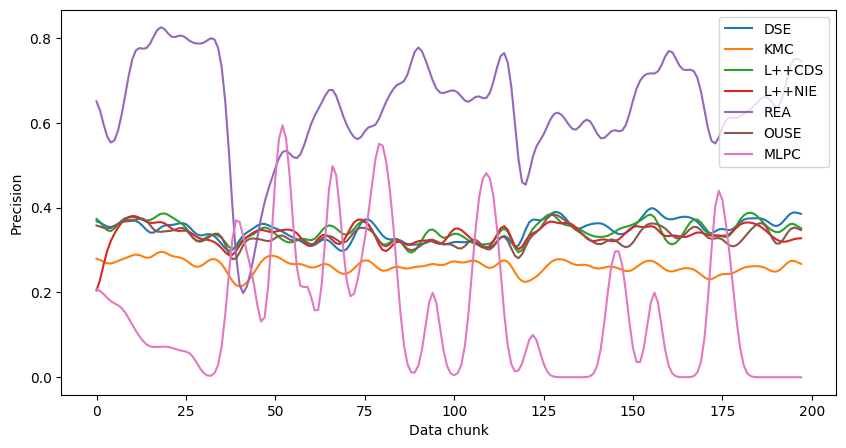 0.8
0.6
0.4
0.2
0.0
Precision
0
25
50
75
100
125
150
175
200
Data chunk
DSE
KMC
L++CDS
L++NIE
REA
OUSE
MLPC